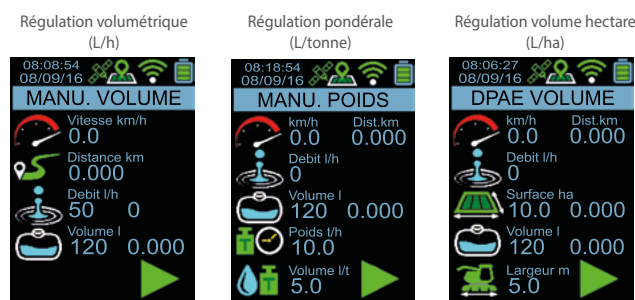 Régulation volumétrique
(L/h)
08:08:54
08/09/16
MANU. VOLUME
Vitesse km/h
0.0
Distance km
0.000
Debit l/h
50 0
Volume l
120 0.000
Régulation pondérale
(L/tonne)
08:18:54
08/09/16
MANU. POIDS
km/h Dist.km
0.0 0.000
Debit l/h
0
Volume l
120 0.000
Poids t/h
10.0
Volume l/t
5.0
Régulation volume hectare
(L/ha)
08:06:27
08/09/16
DPAE VOLUME
km/h Dist.km
0.0 0.000
Debit l/h
0
Surface ha
10.0 0.000
Volume l
120 0.000
Largeur m
5.0